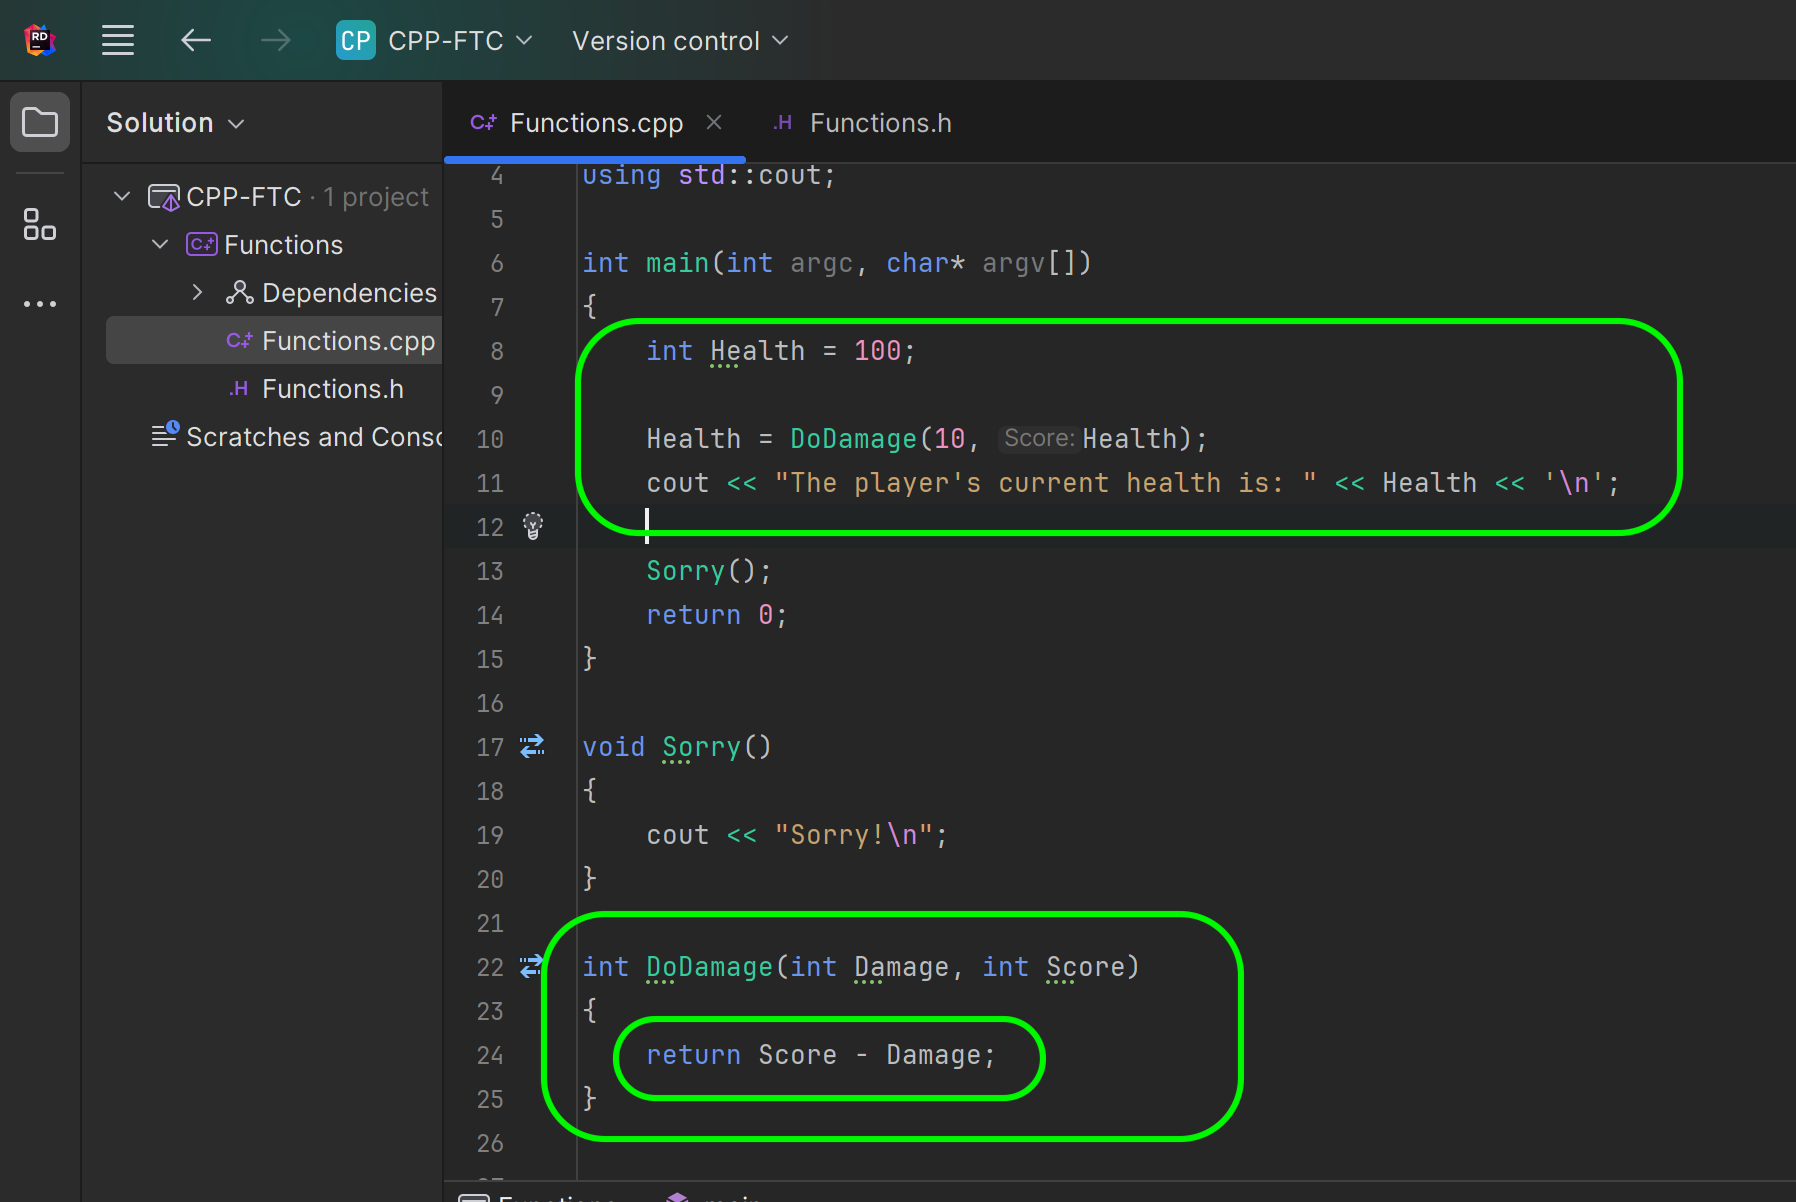 RD
CP CPP-FTC Version control
Solution
CPP-FTC · 1 project
Functions
Dependencies
Functions.cpp
.H Functions.h
Scratches and Conso
C++ Functions.cpp
.H Functions.h
4 using std::cout;
5
6 int main(int argc, char* argv[])
7 {
8 int Health = 100;
9
10 Health = DoDamage(10, Score: Health);
11 cout << "The player's current health is: " << Health << '\n';
12
13 Sorry();
14 return 0;
15 }
16
17 void Sorry()
18 {
19 cout << "Sorry!\n";
20 }
21
22 int DoDamage(int Damage, int Score)
23 {
24 return Score - Damage;
25 }
26